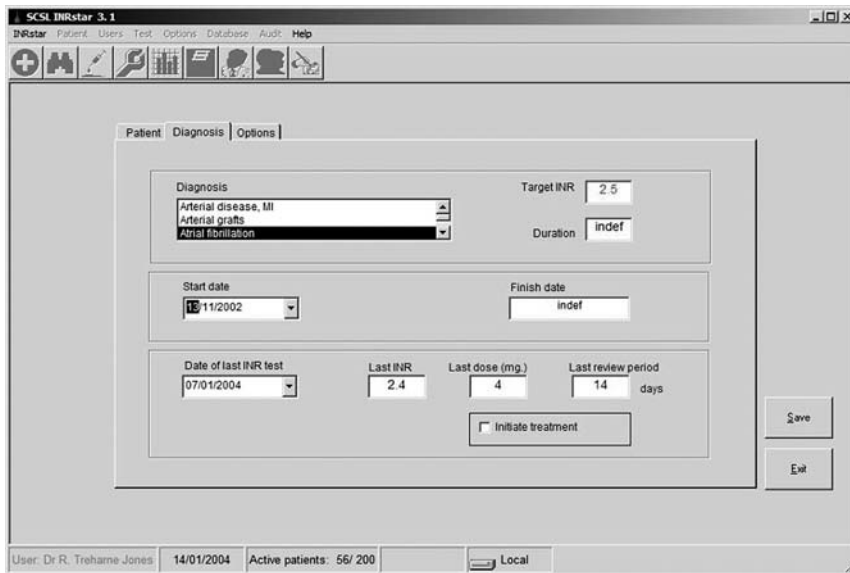 SCSL INRstar 3.1
INRstar Patient Users Test Options Database Audit Help
Patient Diagnosis Options
Diagnosis
Arterial disease, MI
Arterial grafts
Atrial fibrillation
Target INR 2.5
Duration indef
Start date
13/11/2002
Finish date
indef
Date of last INR test
07/01/2004
Last INR
2.4
Last dose (mg.)
4
Last review period
14 days
Initiate treatment
Save
Exit
User: Dr R. Treharne Jones 14/01/2004 Active patients: 56/ 200 Local